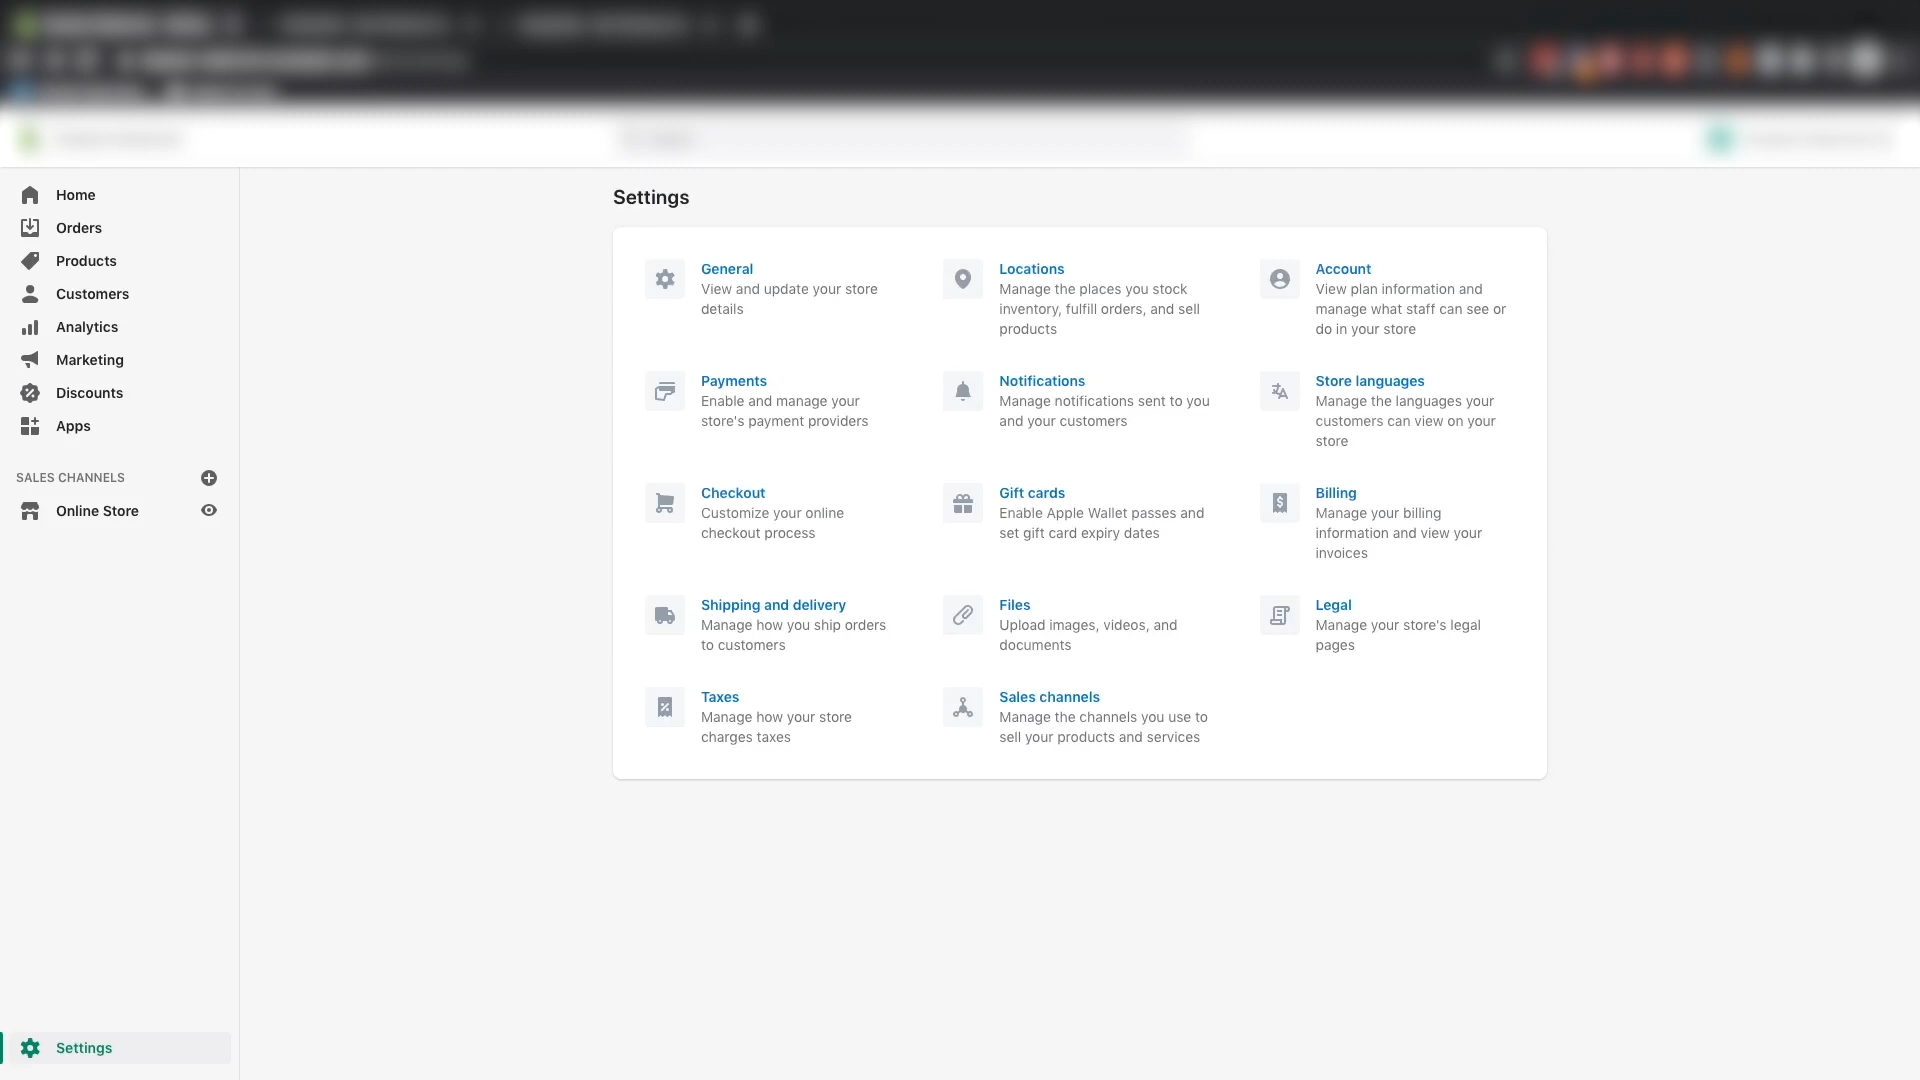 Home
Orders
Products
Customers
Analytics
Marketing
Discounts
Apps
SALES CHANNELS
Online Store
Settings
Settings
General
View and update your store
details
Locations
Manage the places you stock
inventory, fulfill orders, and sell
products
Account
View plan information and
manage what staff can see or
do in your store
Payments
Enable and manage your
store's payment providers
Notifications
Manage notifications sent to you
and your customers
Store languages
Manage the languages your
customers can view on your
store
Checkout
Customize your online
checkout process
Gift cards
Enable Apple Wallet passes and
set gift card expiry dates
Billing
Manage your billing
information and view your
invoices
Shipping and delivery
Manage how you ship orders
to customers
Files
Upload images, videos, and
documents
Legal
Manage your store's legal
pages
Taxes
Manage how your store
charges taxes
Sales channels
Manage the channels you use to
sell your products and services